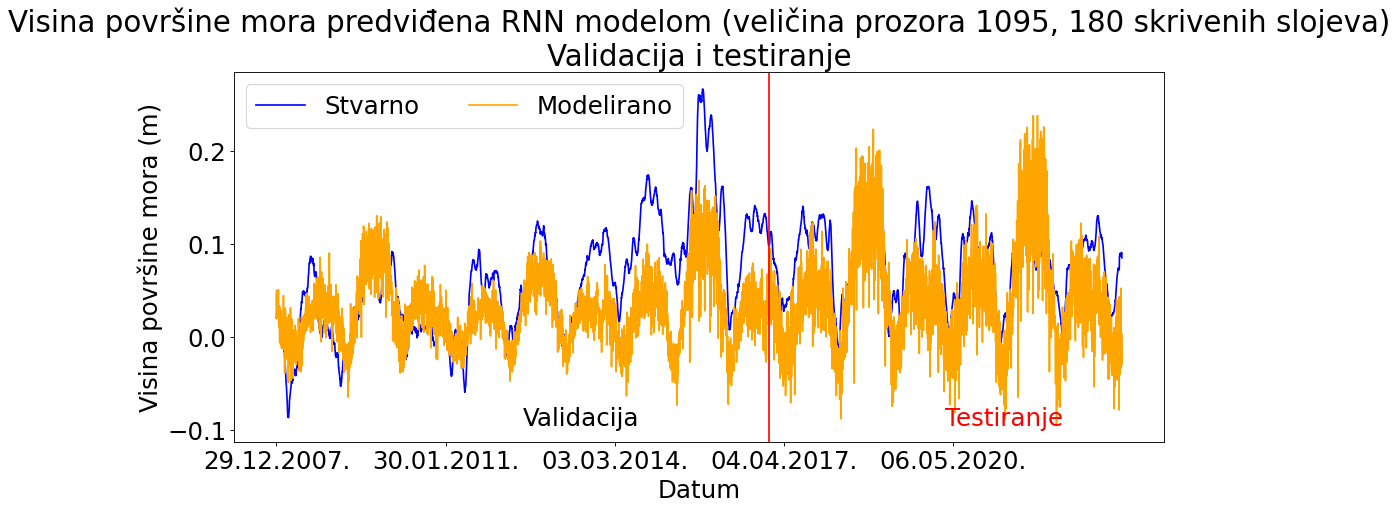 Visina površine mora predviđena RNN modelom (veličina prozora 1095, 180 skrivenih slojeva)
Validacija i testiranje
Stvarno
Modelirano
Visina površine mora (m)
0.2
0.1
0.0
−0.1
Validacija
Testiranje
29.12.2007.
30.01.2011.
03.03.2014.
04.04.2017.
06.05.2020.
Datum